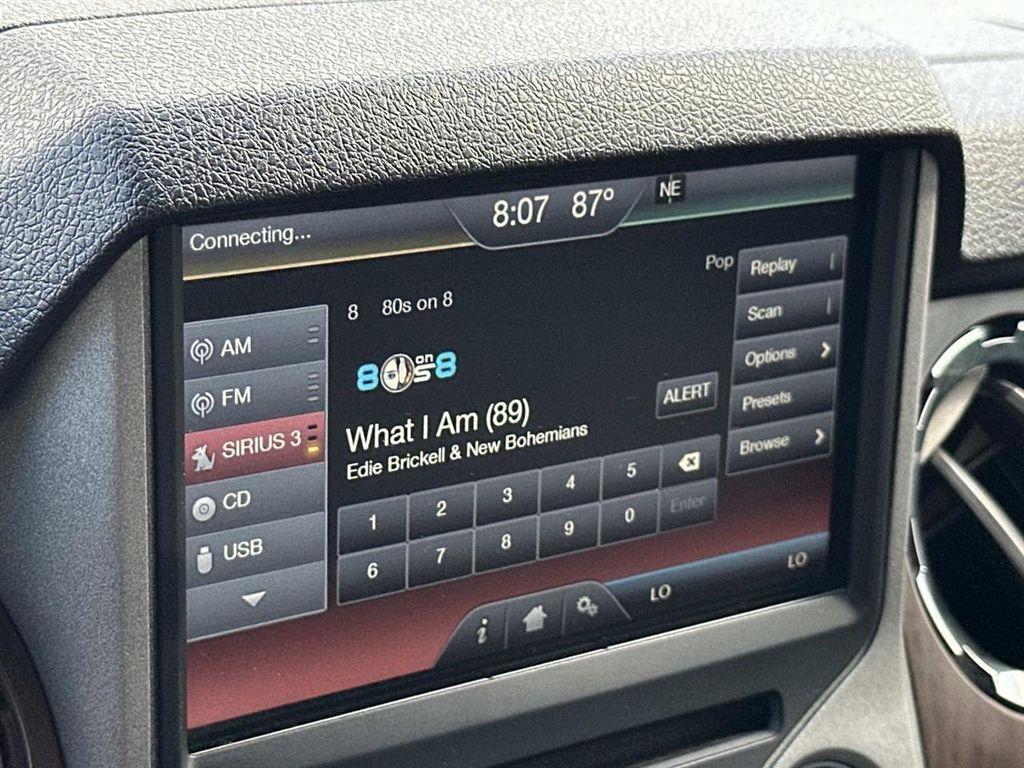 Connecting...
8:07 87° NE
8 80s on 8
Pop
80s on 8
What I Am (89)
Edie Brickell & New Bohemians
ALERT
AM
FM
SIRIUS 3
CD
USB
Replay
Scan
Options
Presets
Browse
1 2 3 4 5
6 7 8 9 0 Enter
i
LO LO